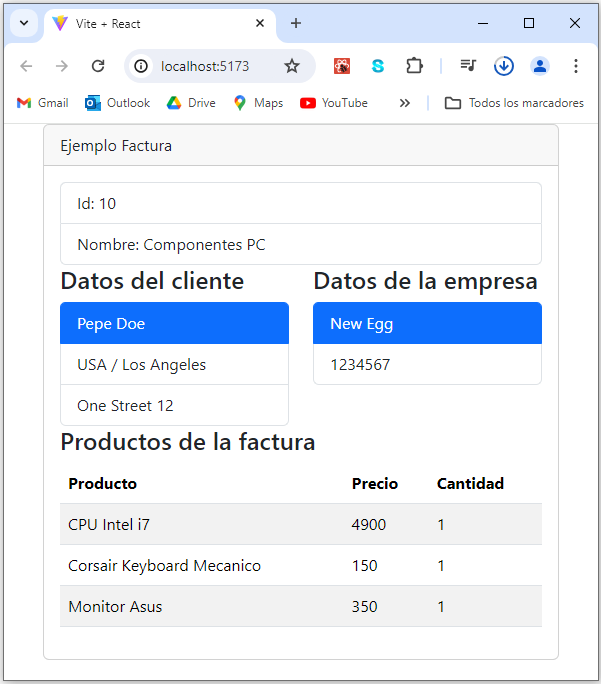 Vite + React
localhost:5173
Gmail Outlook Drive Maps YouTube Todos los marcadores
Ejemplo Factura
Id: 10
Nombre: Componentes PC
Datos del cliente Datos de la empresa
Pepe Doe New Egg
USA / Los Angeles 1234567
One Street 12
Productos de la factura
Producto Precio Cantidad
CPU Intel i7 4900 1
Corsair Keyboard Mecanico 150 1
Monitor Asus 350 1